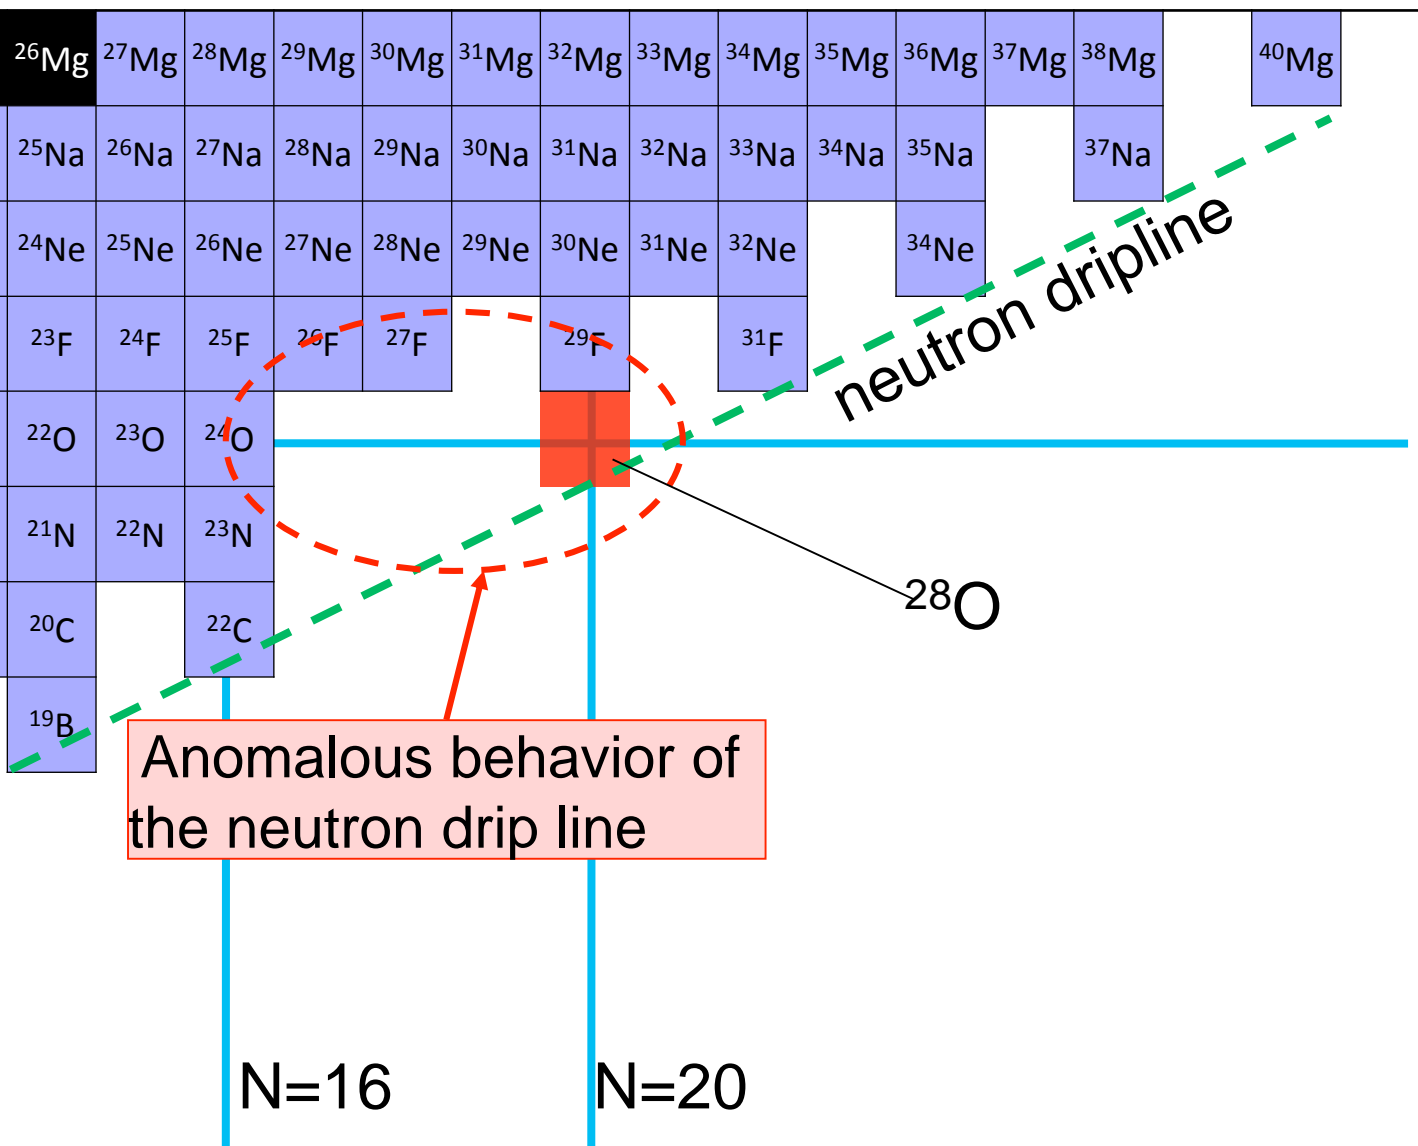 26Mg 27Mg 28Mg 29Mg 30Mg 31Mg 32Mg 33Mg 34Mg 35Mg 36Mg 37Mg 38Mg 40Mg
25Na 26Na 27Na 28Na 29Na 30Na 31Na 32Na 33Na 34Na 35Na 37Na
24Ne 25Ne 26Ne 27Ne 28Ne 29Ne 30Ne 31Ne 32Ne 34Ne
neutron dripline
23F 24F 25F 26F 27F 29F 31F
22O 23O 24O
21N 22N 23N
28O
20C 22C
19B
Anomalous behavior of
the neutron drip line
N=16 N=20